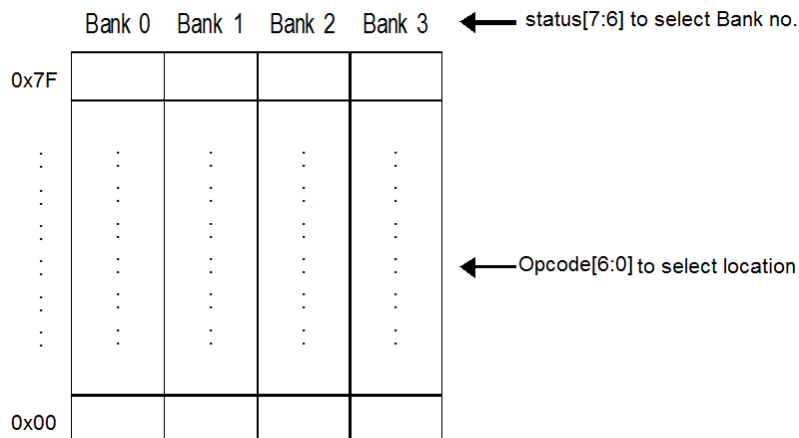 Bank 0 Bank 1 Bank 2 Bank 3 status[7:6] to select Bank no.
0x7F
Opcode[6:0] to select location
0x00